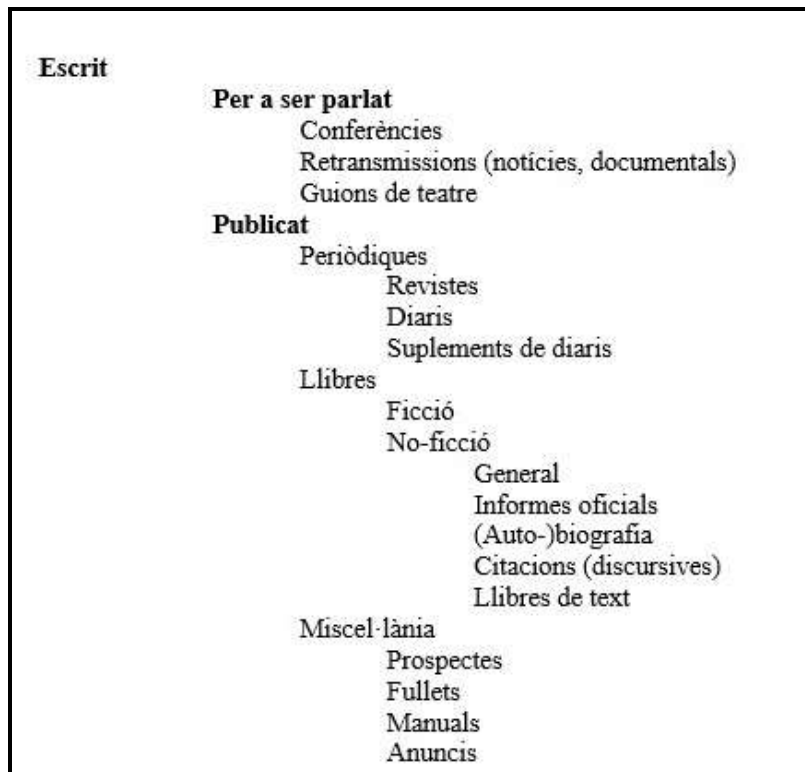 Escrit
Per a ser parlat
Conferències
Retransmissions (notícies, documentals)
Guions de teatre
Publicat
Periòdiques
Revistes
Diaris
Suplements de diaris
Llibres
Ficció
No-ficció
General
Informes oficials
(Auto-)biografia
Citacions (discursives)
Llibres de text
Miscel·lània
Prospectes
Fullets
Manuals
Anuncis